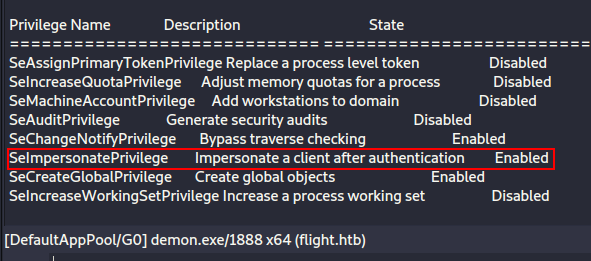 Privilege Name Description State
============================= ========================================= ========
SeAssignPrimaryTokenPrivilege Replace a process level token Disabled
SeIncreaseQuotaPrivilege Adjust memory quotas for a process Disabled
SeMachineAccountPrivilege Add workstations to domain Disabled
SeAuditPrivilege Generate security audits Disabled
SeChangeNotifyPrivilege Bypass traverse checking Enabled
SeImpersonatePrivilege Impersonate a client after authentication Enabled
SeCreateGlobalPrivilege Create global objects Enabled
SeIncreaseWorkingSetPrivilege Increase a process working set Disabled
[DefaultAppPool/G0] demon.exe/1888 x64 (flight.htb)